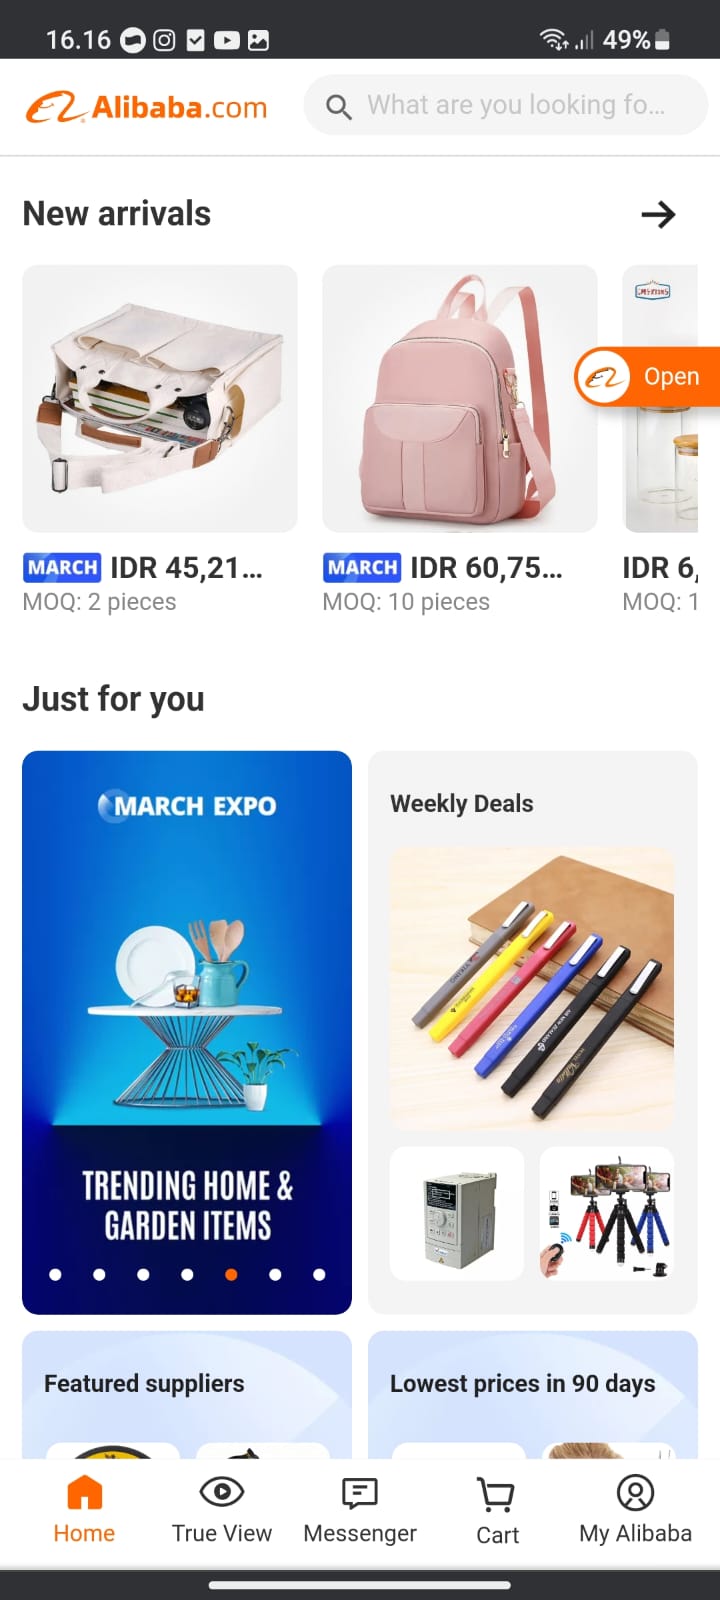 16.16
49%
Alibaba.com
What are you looking fo...
New arrivals
Open
MARCH IDR 45,21...
MOQ: 2 pieces
MARCH IDR 60,75...
MOQ: 10 pieces
IDR 6,
MOQ: 1
Just for you
MARCH EXPO
TRENDING HOME &
GARDEN ITEMS
Weekly Deals
Featured suppliers
Lowest prices in 90 days
Home
True View
Messenger
Cart
My Alibaba